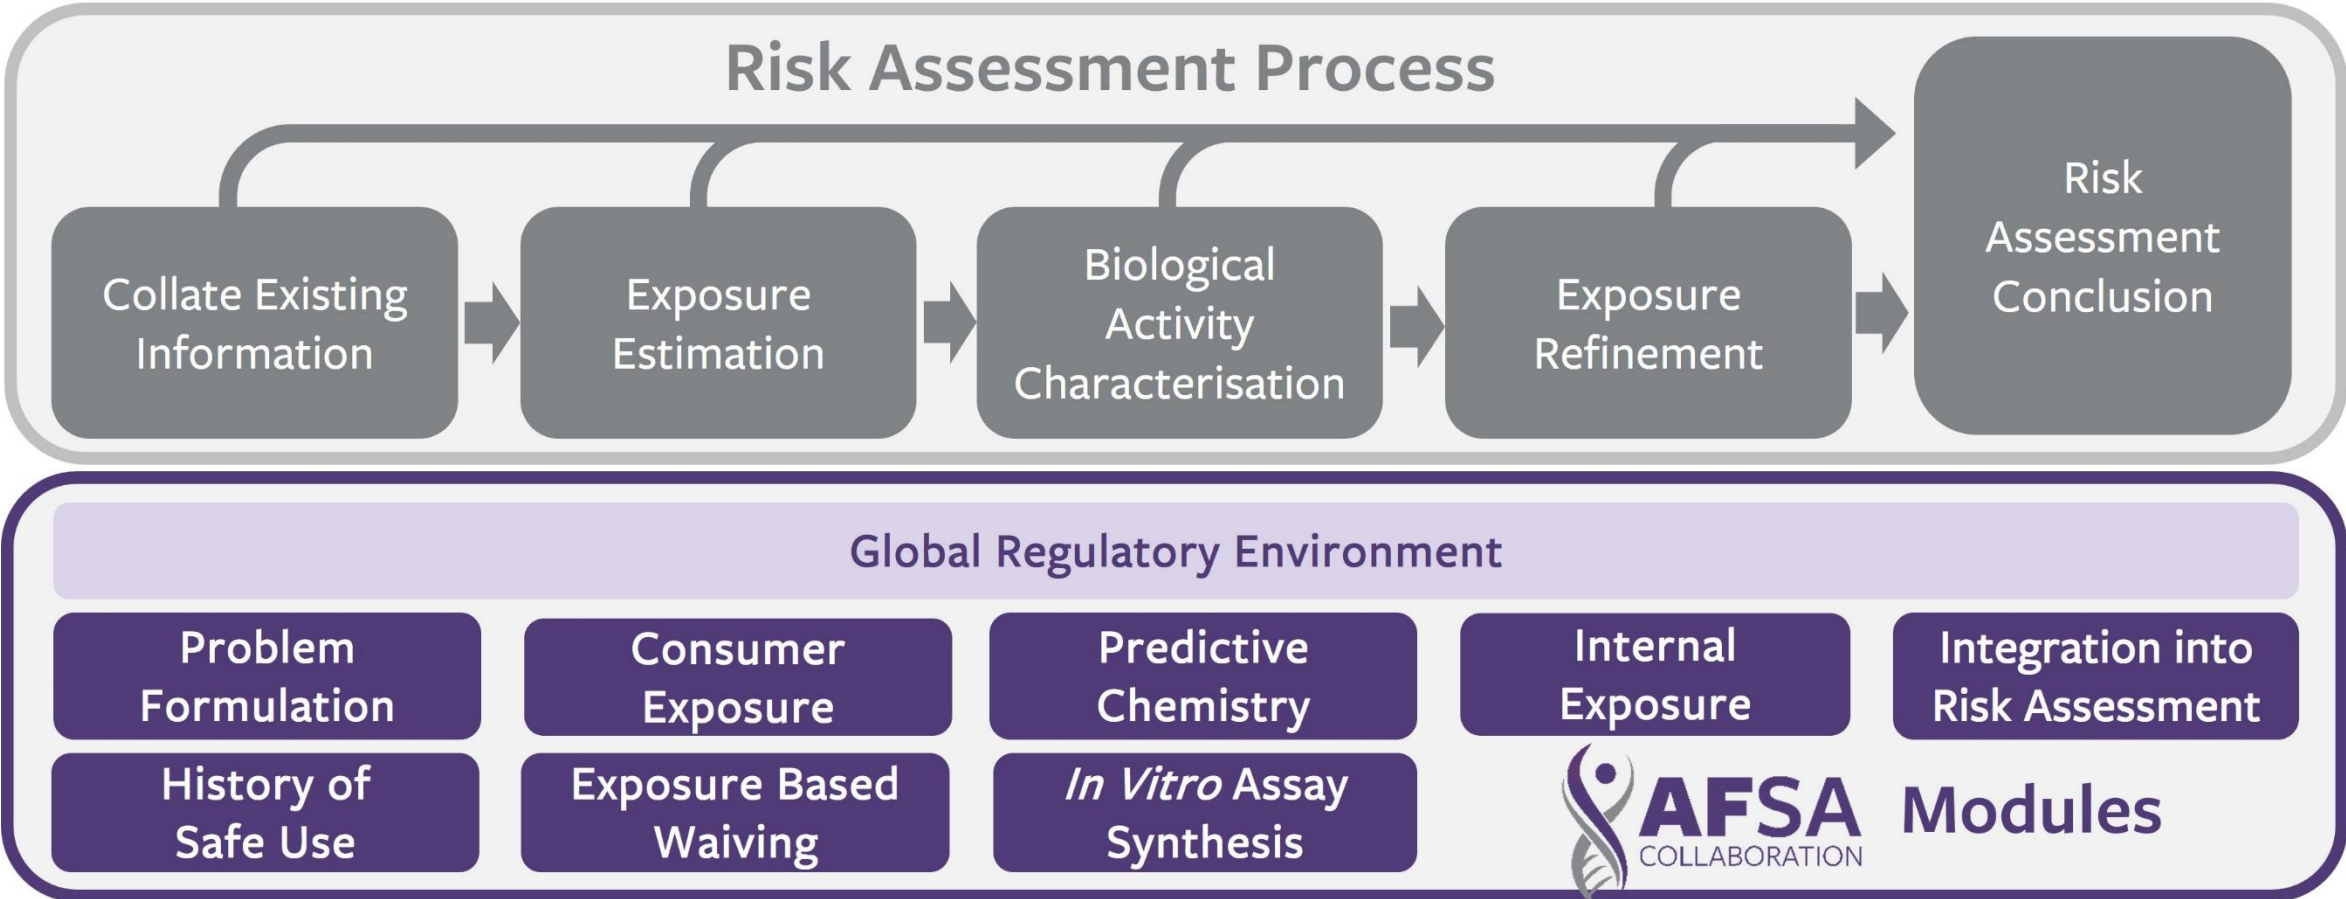 Risk Assessment Process
Collate Existing
Information
Exposure
Estimation
Biological
Activity
Characterisation
Exposure
Refinement
Risk
Assessment
Conclusion
Global Regulatory Environment
Problem
Formulation
Consumer
Exposure
Predictive
Chemistry
Internal
Exposure
Integration into
Risk Assessment
History of
Safe Use
Exposure Based
Waiving
In Vitro Assay
Synthesis
AFSA
COLLABORATION
Modules